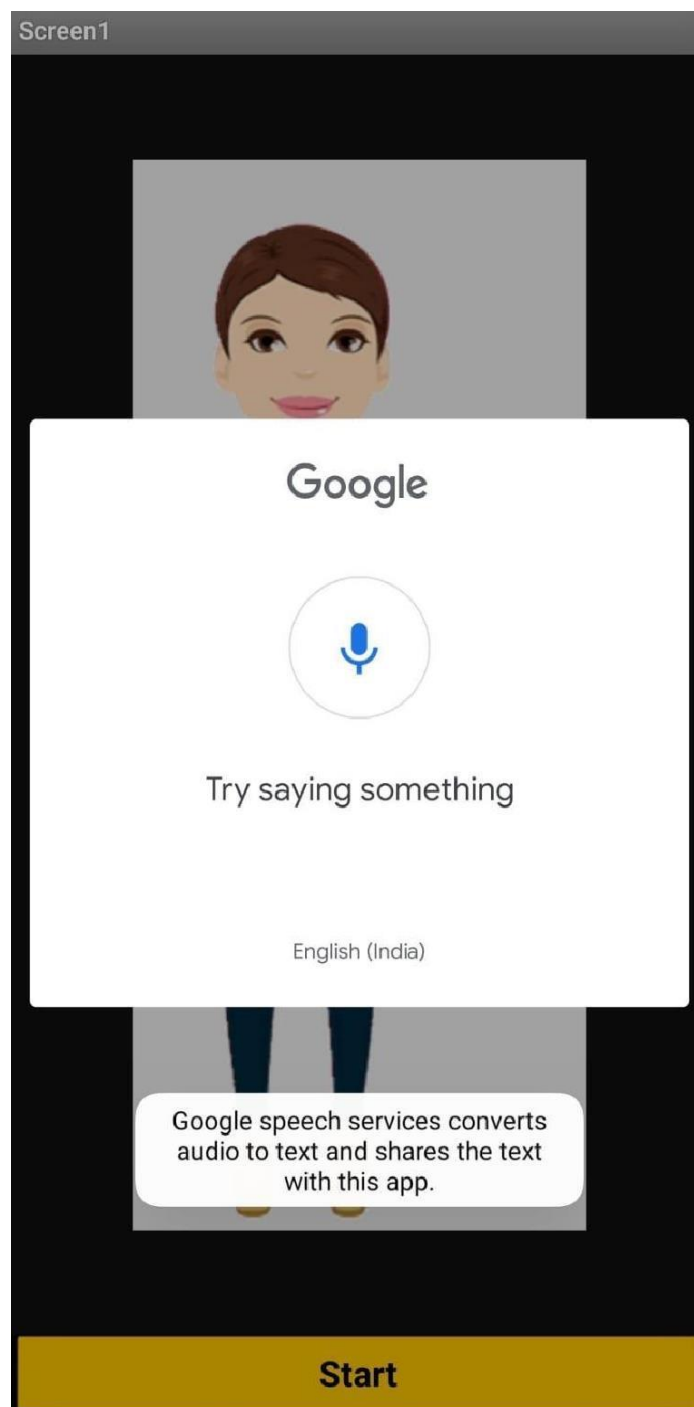 Screen1
Google
Try saying something
English (India)
Google speech services converts
audio to text and shares the text
with this app.
Start